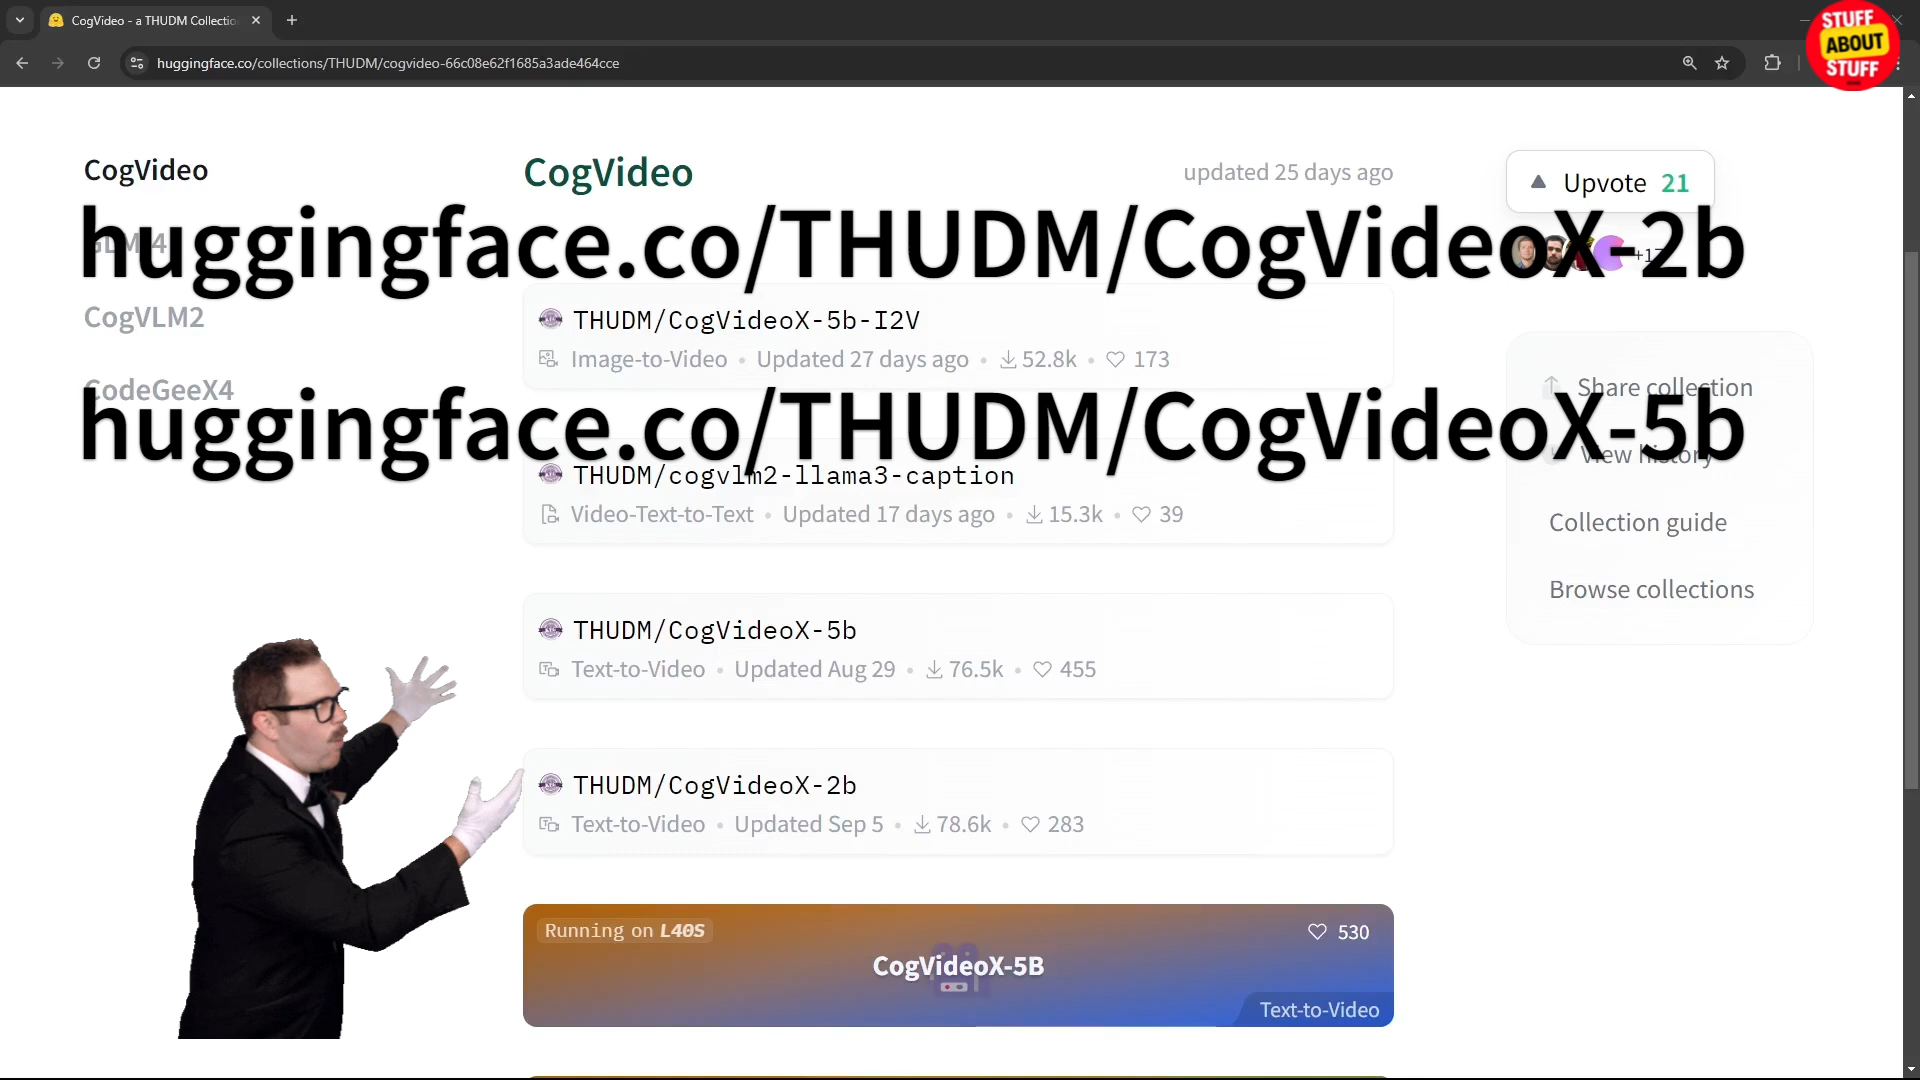 CogVideo - a THUDM Collectio
STUFF
ABOUT
STUFF
huggingface.co/collections/THUDM/cogvideo-66c08e62f1685a3ade464cce
CogVideo
CogVideo
updated 25 days ago
Upvote 21
huggingface.co/THUDM/CogVideoX-2b
GLM-4
CogVLM2
THUDM/CogVideoX-5b-I2V
Image-to-Video • Updated 27 days ago • 52.8k • 173
CodeGeeX4
Share collection
huggingface.co/THUDM/CogVideoX-5b
View history
THUDM/cogvlm2-llama3-caption
Video-Text-to-Text • Updated 17 days ago • 15.3k • 39
Collection guide
Browse collections
THUDM/CogVideoX-5b
Text-to-Video • Updated Aug 29 • 76.5k • 455
THUDM/CogVideoX-2b
Text-to-Video • Updated Sep 5 • 78.6k • 283
Running on L40S
530
CogVideoX-5B
Text-to-Video